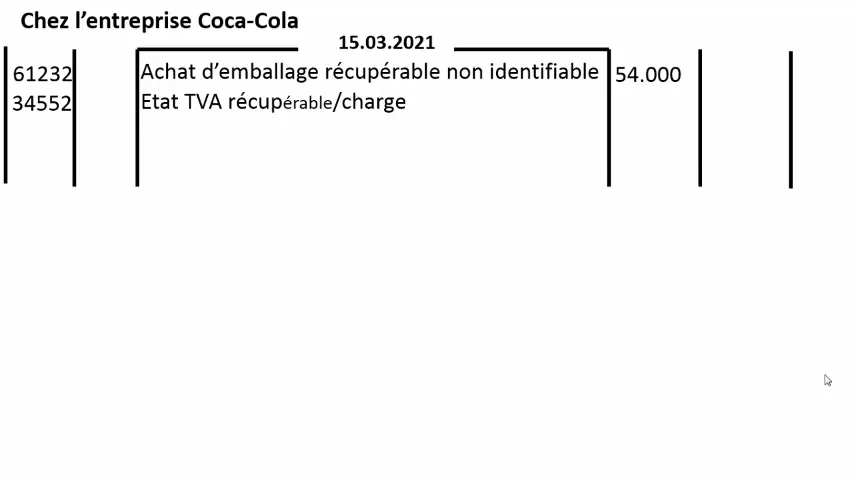 Chez l'entreprise Coca-Cola
15.03.2021
61232 Achat d'emballage récupérable non identifiable 54.000
34552 Etat TVA récupérable/charge